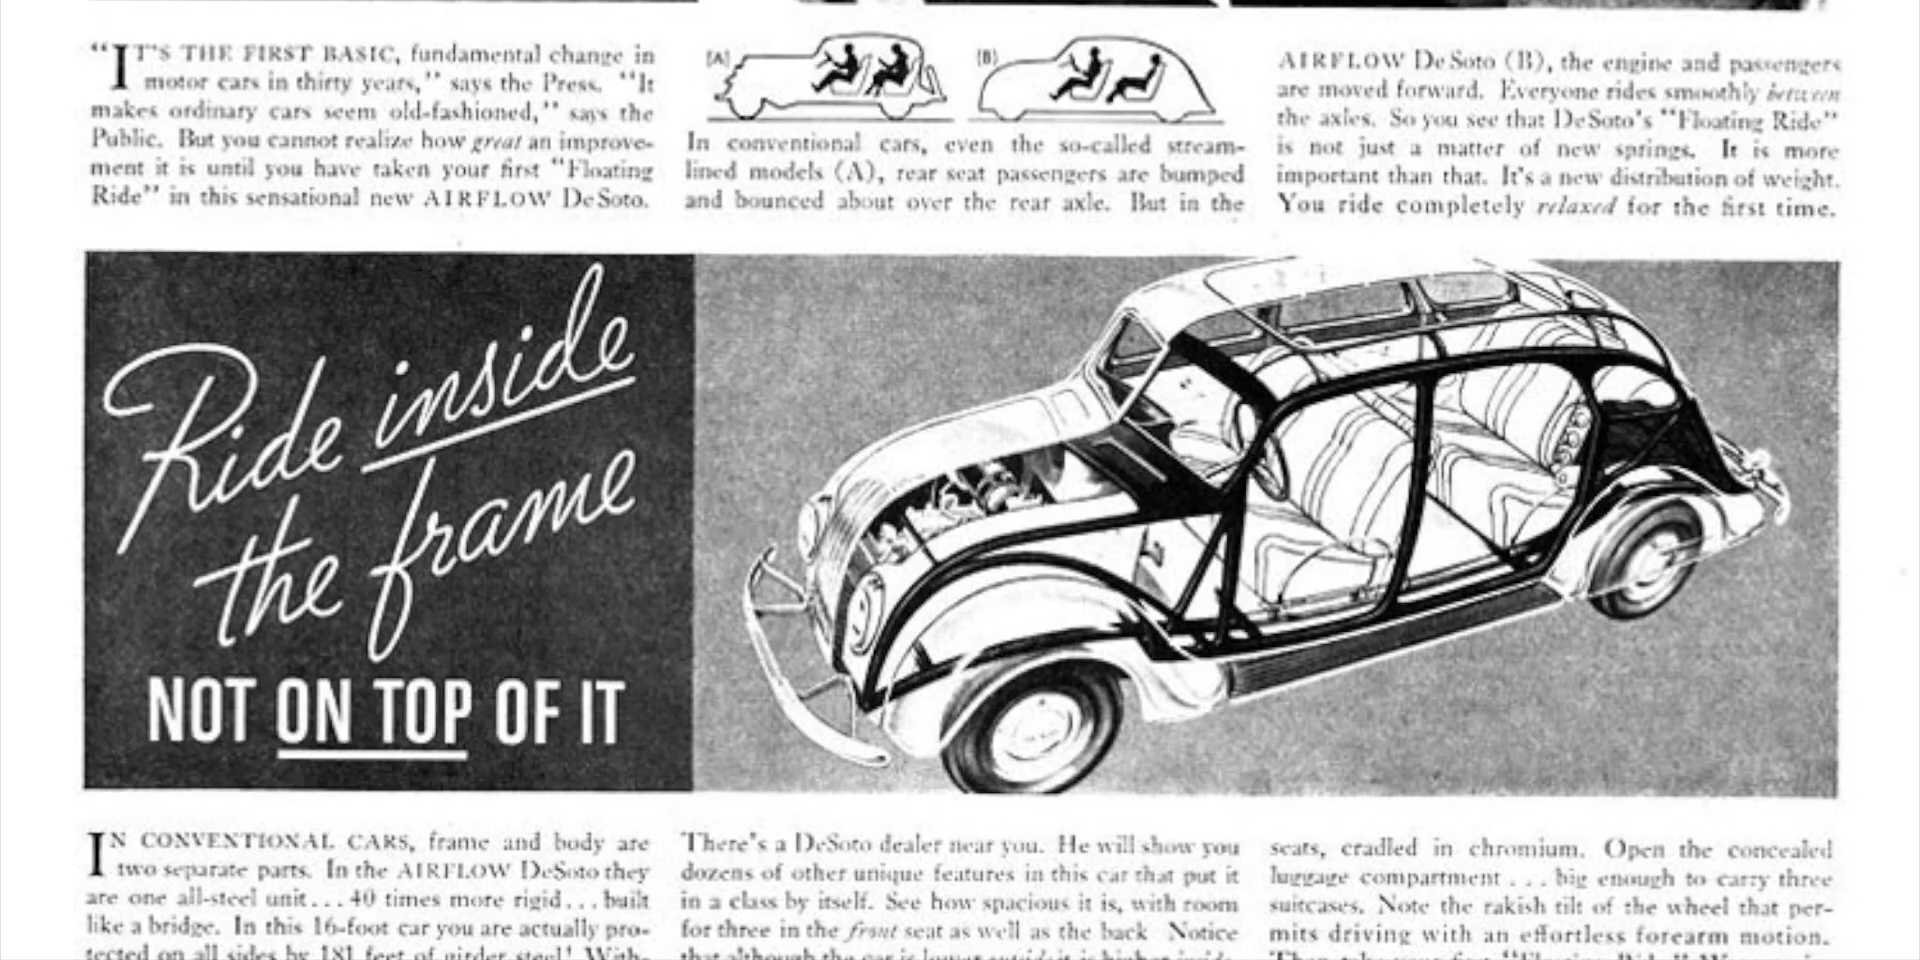 "IT'S THE FIRST BASIC, fundamental change in
motor cars in thirty years," says the Press. "It
makes ordinary cars seem old-fashioned," says the
Public. But you cannot realize how great an improve-
ment it is until you have taken your first "Floating
Ride" in this sensational new AIRFLOW DeSoto.
[A]
[B]
In conventional cars, even the so-called stream-
lined models (A), rear seat passengers are bumped
and bounced about over the rear axle. But in the
AIRFLOW DeSoto (B), the engine and passengers
are moved forward. Everyone rides smoothly between
the axles. So you see that DeSoto's "Floating Ride"
is not just a matter of new springs. It is more
important than that. It's a new distribution of weight.
You ride completely relaxed for the first time.
Ride inside
the frame
NOT ON TOP OF IT
IN CONVENTIONAL CARS, frame and body are
two separate parts. In the AIRFLOW DeSoto they
are one all-steel unit...40 times more rigid...built
like a bridge. In this 16-foot car you are actually pro-
tected on all sides by 181 feet of girder steel! With-
There's a DeSoto dealer near you. He will show you
dozens of other unique features in this car that put it
in a class by itself. See how spacious it is, with room
for three in the front seat as well as the back Notice
that although the car is lower outside it is higher inside.
seats, cradled in chromium. Open the concealed
luggage compartment . . . big enough to carry three
suitcases. Note the rakish tilt of the wheel that per-
mits driving with an effortless forearm motion.